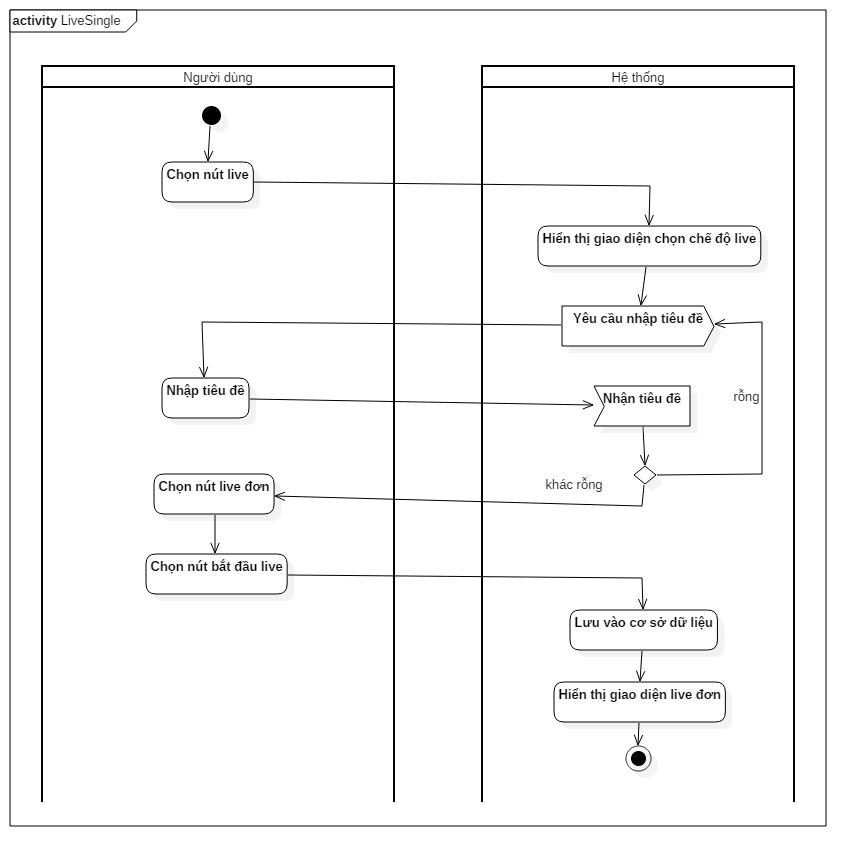 activity LiveSingle
Người dùng
Hệ thống
Chọn nút live
Hiển thị giao diện chọn chế độ live
Yêu cầu nhập tiêu đề
Nhập tiêu đề
Nhận tiêu đề
rỗng
khác rỗng
Chọn nút live đơn
Chọn nút bắt đầu live
Lưu vào cơ sở dữ liệu
Hiển thị giao diện live đơn